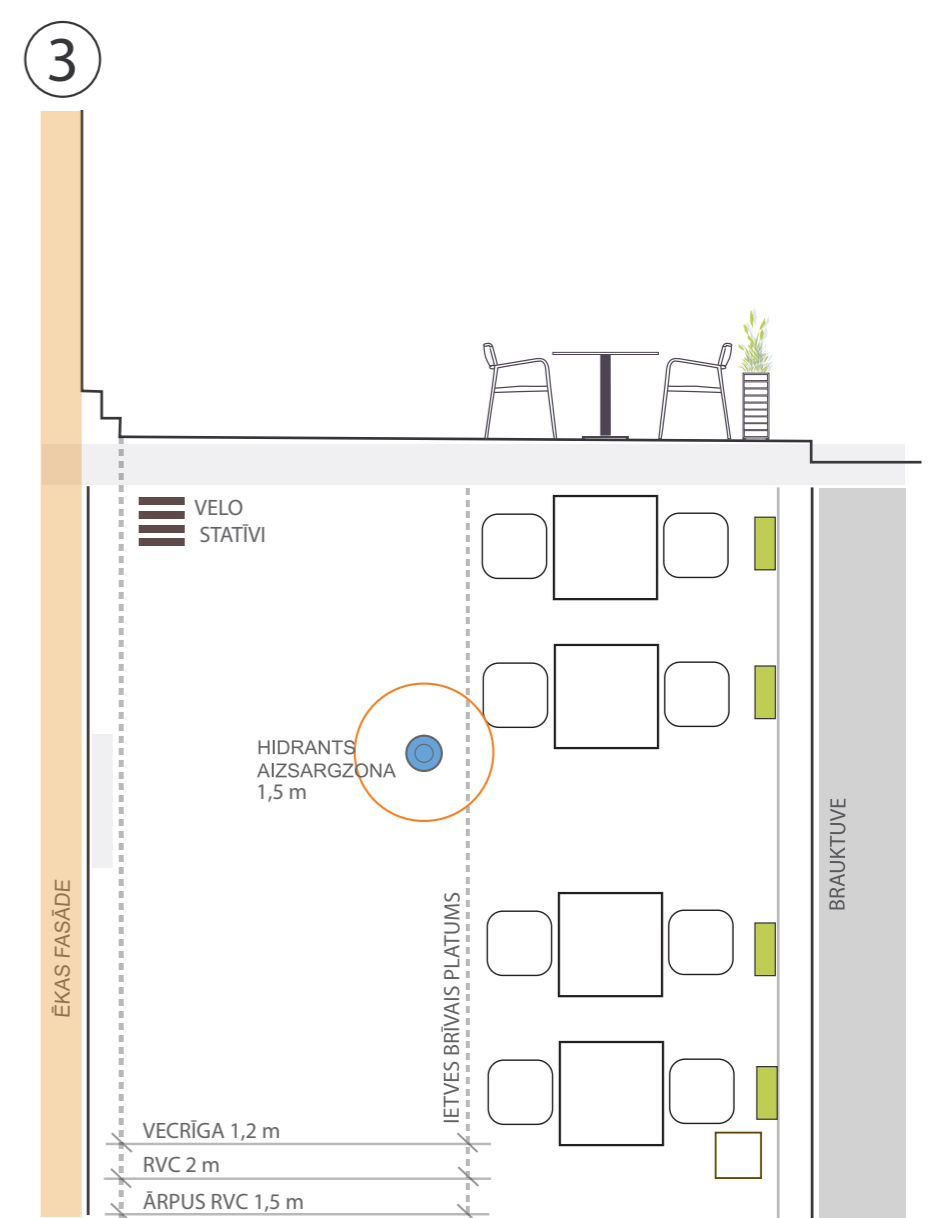 3
VELO
STATĪVI
HIDRANTS
AIZSARGZONA
1,5 m
ĒKAS FASĀDE
IETVES BRĪVAIS PLATUMS
BRAUKTUVE
VECRĪGA 1,2 m
RVC 2 m
ĀRPUS RVC 1,5 m